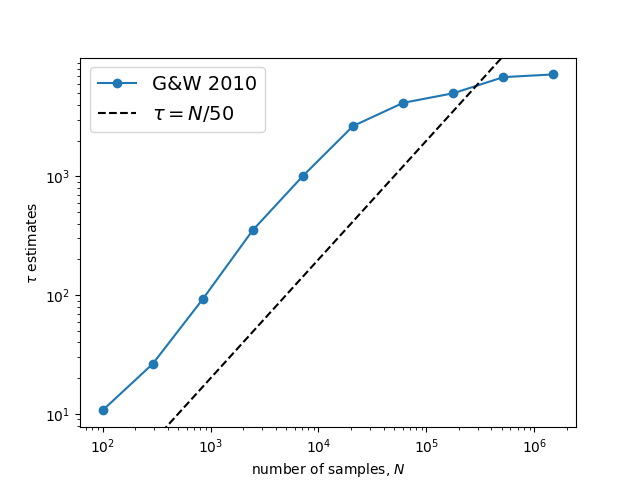 G&W 2010
τ = N/50
10³
10²
10¹
τ estimates
10² 10³ 10⁴ 10⁵ 10⁶
number of samples, N